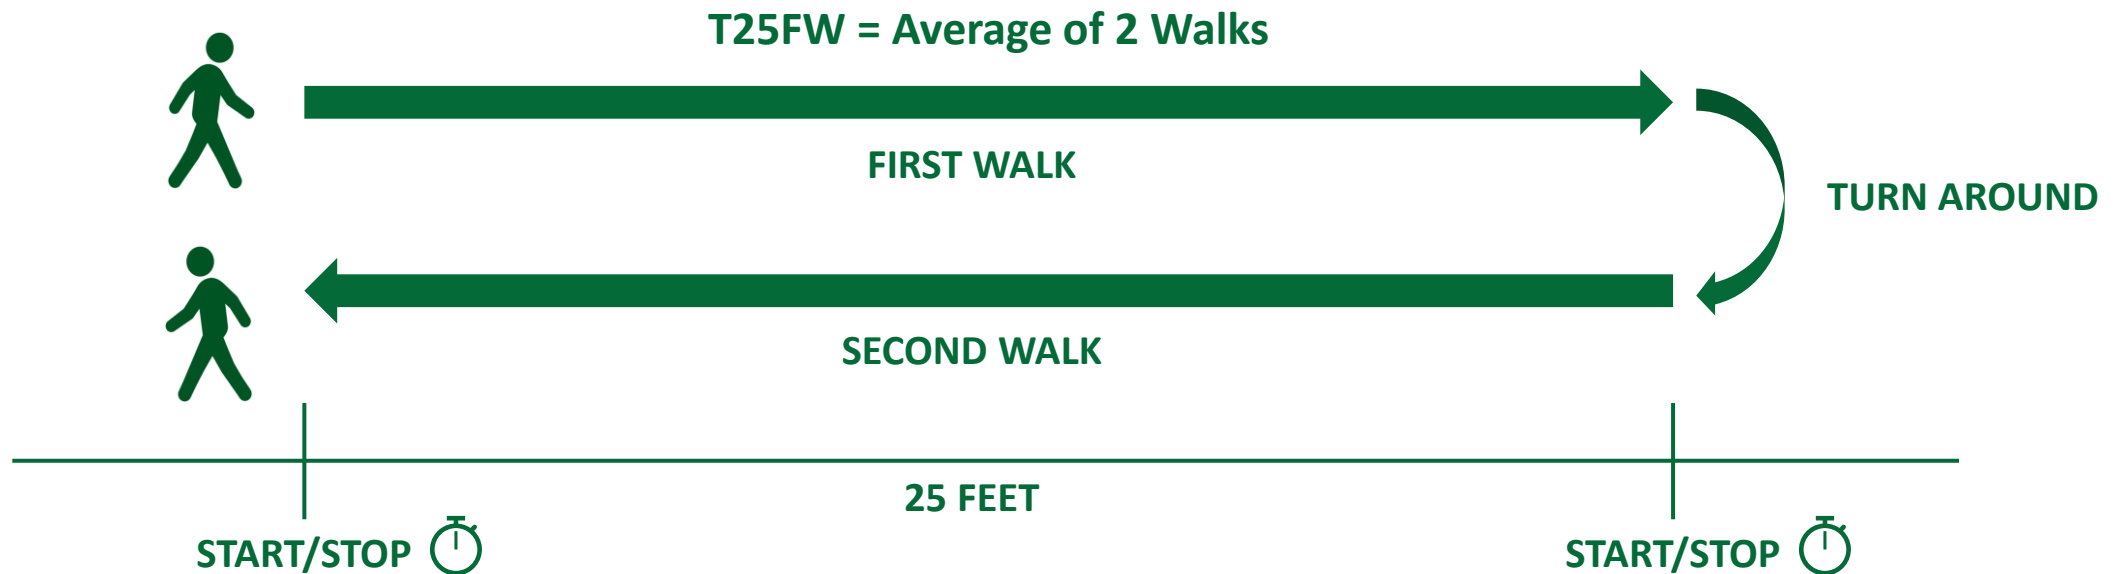 T25FW = Average of 2 Walks
FIRST WALK
TURN AROUND
SECOND WALK
25 FEET
START/STOP
START/STOP